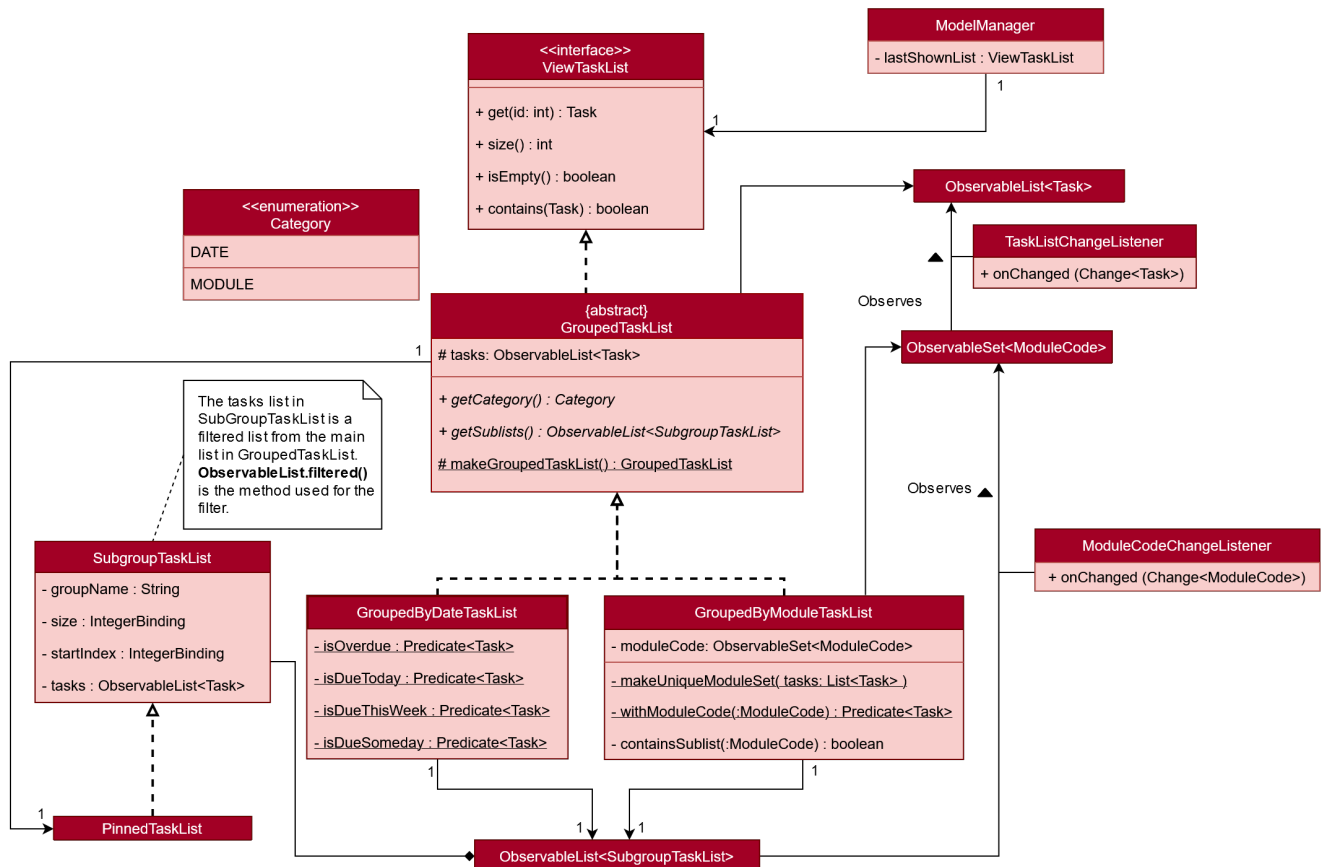 ModelManager
- lastShownList : ViewTaskList
1
1
<<interface>>
ViewTaskList
+ get(id: int) : Task
+ size() : int
+ isEmpty() : boolean
+ contains(Task) : boolean
<<enumeration>>
Category
DATE
MODULE
ObservableList<Task>
TaskListChangeListener
+ onChanged (Change<Task>)
Observes
ObservableSet<ModuleCode>
{abstract}
GroupedTaskList
# tasks: ObservableList<Task>
+ getCategory() : Category
+ getSublists() : ObservableList<SubgroupTaskList>
# makeGroupedTaskList() : GroupedTaskList
1
The tasks list in
SubGroupTaskList is a
filtered list from the main
list in GroupedTaskList.
ObservableList.filtered()
is the method used for the
filter.
Observes
ModuleCodeChangeListener
+ onChanged (Change<ModuleCode>)
SubgroupTaskList
- groupName : String
- size : IntegerBinding
- startIndex : IntegerBinding
- tasks : ObservableList<Task>
GroupedByDateTaskList
- isOverdue : Predicate<Task>
- isDueToday : Predicate<Task>
- isDueThisWeek : Predicate<Task>
- isDueSomeday : Predicate<Task>
GroupedByModuleTaskList
- moduleCode: ObservableSet<ModuleCode>
- makeUniqueModuleSet( tasks: List<Task> )
- withModuleCode(:ModuleCode) : Predicate<Task>
- containsSublist(:ModuleCode) : boolean
1
1
1
PinnedTaskList
1
1
ObservableList<SubgroupTaskList>